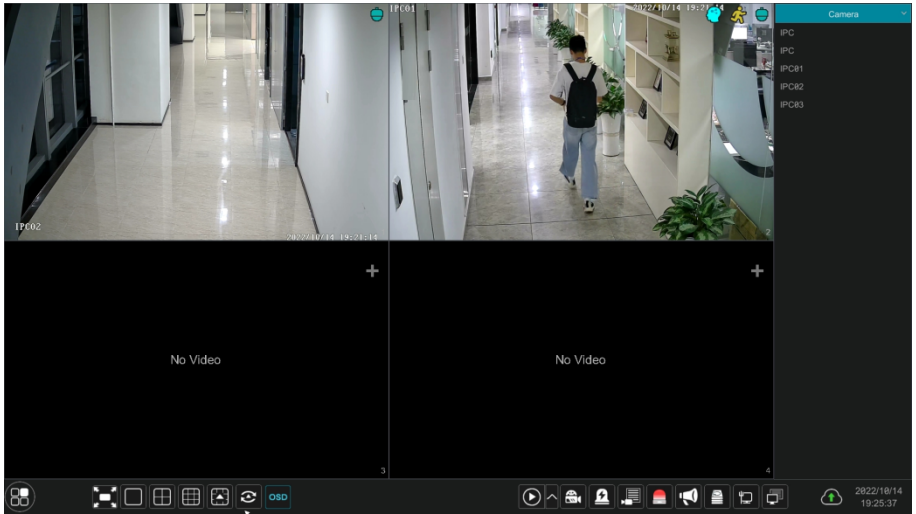 IPC01
2022/10/14 19:21:14
IPC02
2022/10/14 19:21:14
2
No Video
No Video
3
4
Camera
IPC
IPC
IPC01
IPC02
IPC03
OSD
2022/10/14
19:25:37